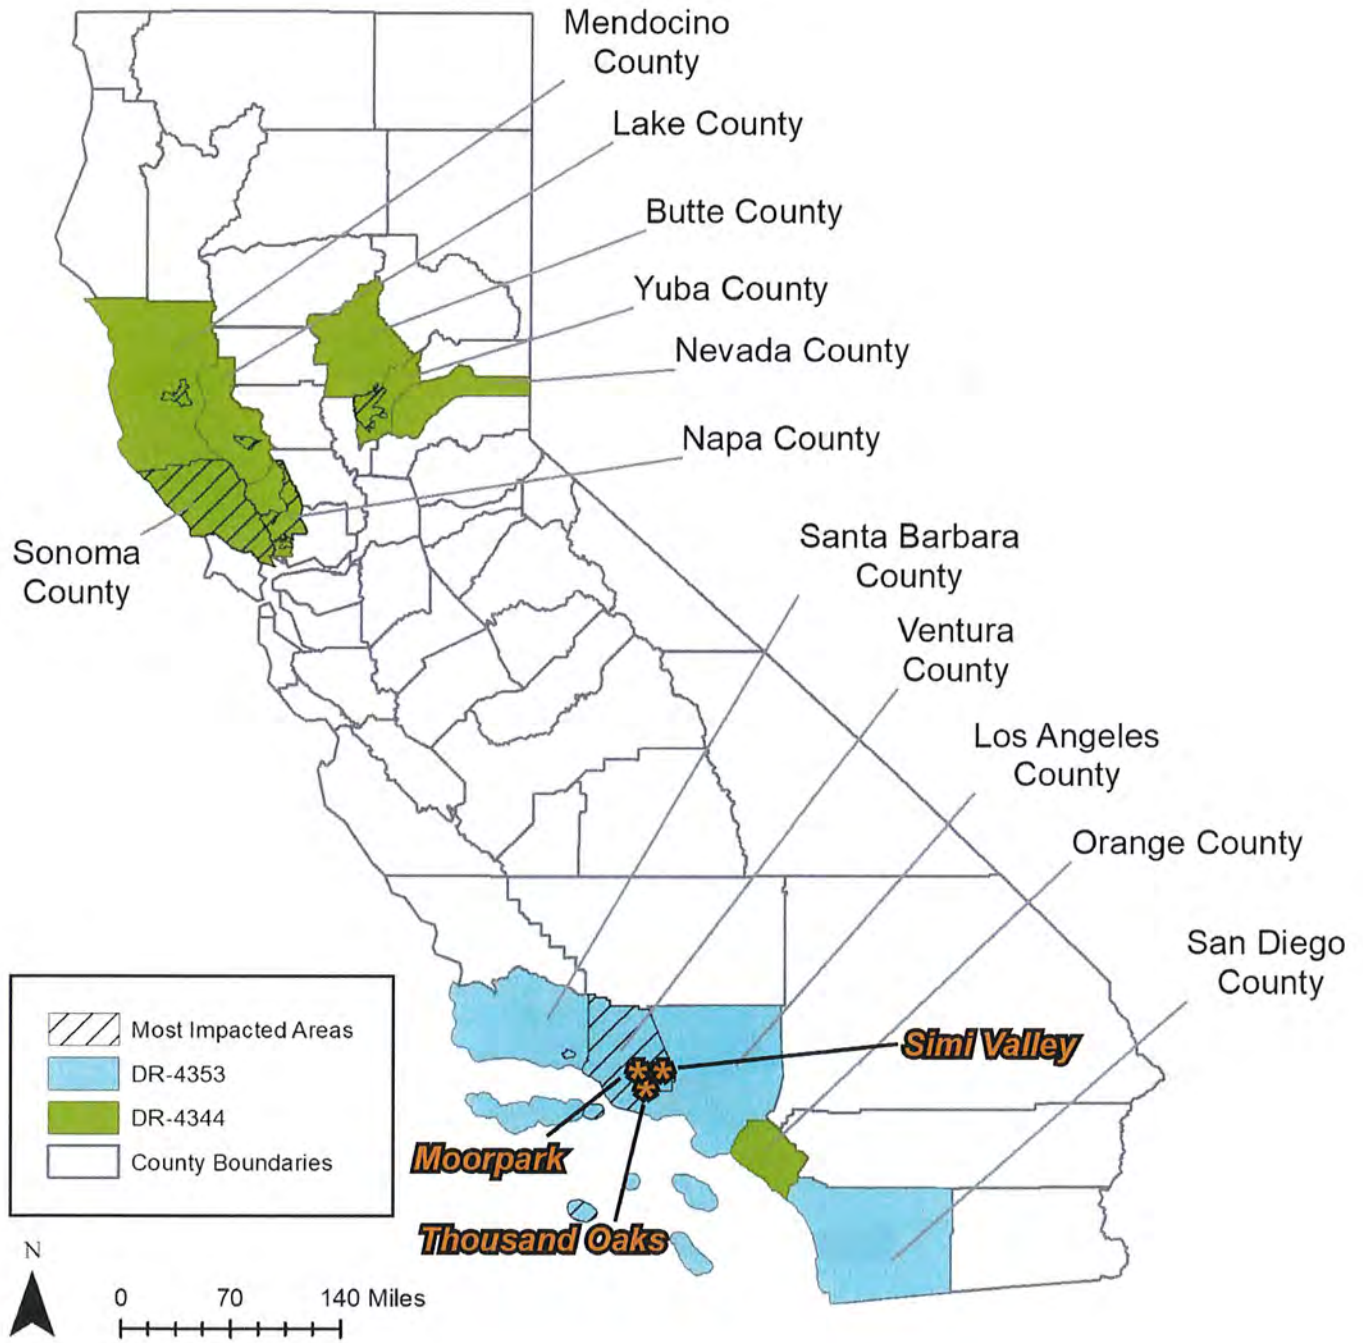 Mendocino
County
Lake County
Butte County
Yuba County
Nevada County
Napa County
Sonoma
County
Santa Barbara
County
Ventura
County
Los Angeles
County
Orange County
San Diego
County
Simi Valley
Moorpark
Thousand Oaks
Most Impacted Areas
DR-4353
DR-4344
County Boundaries
N
0 70 140 Miles